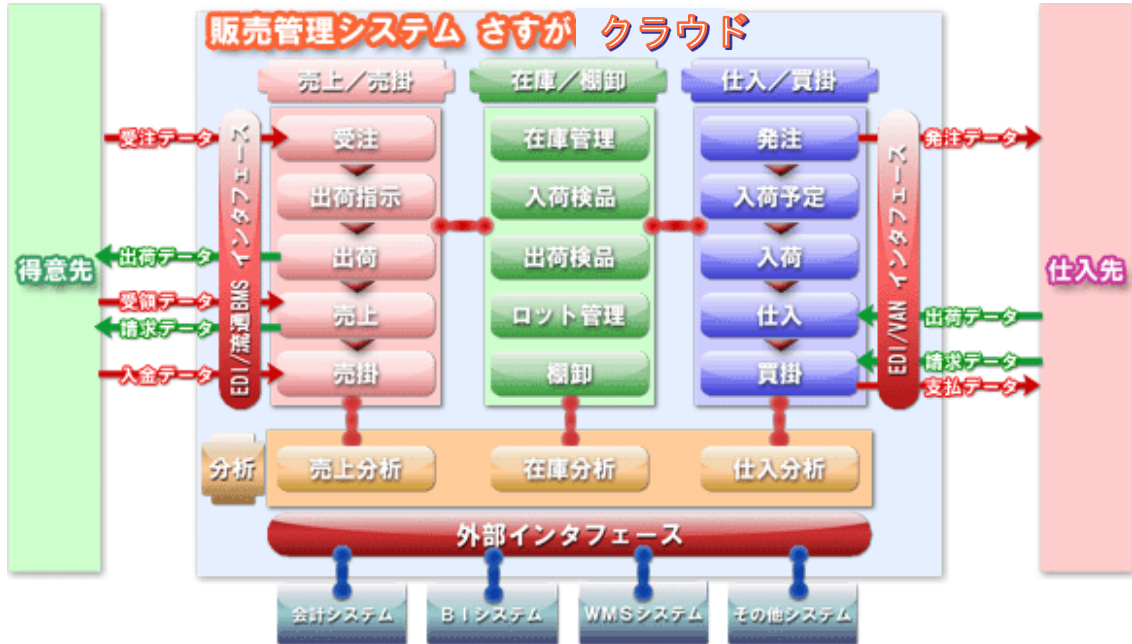 販売管理システム さすが クラウド
売上／売掛
在庫／棚卸
仕入／買掛
得意先
受注データ
出荷データ
受領データ
請求データ
入金データ
EDI/流通BMS インタフェース
受注
出荷指示
出荷
売上
売掛
在庫管理
入荷検品
出荷検品
ロット管理
棚卸
発注
入荷予定
入荷
仕入
買掛
EDI/VAN インタフェース
発注データ
出荷データ
請求データ
支払データ
仕入先
分析
売上分析
在庫分析
仕入分析
外部インタフェース
会計システム
ＢＩシステム
WMSシステム
その他システム